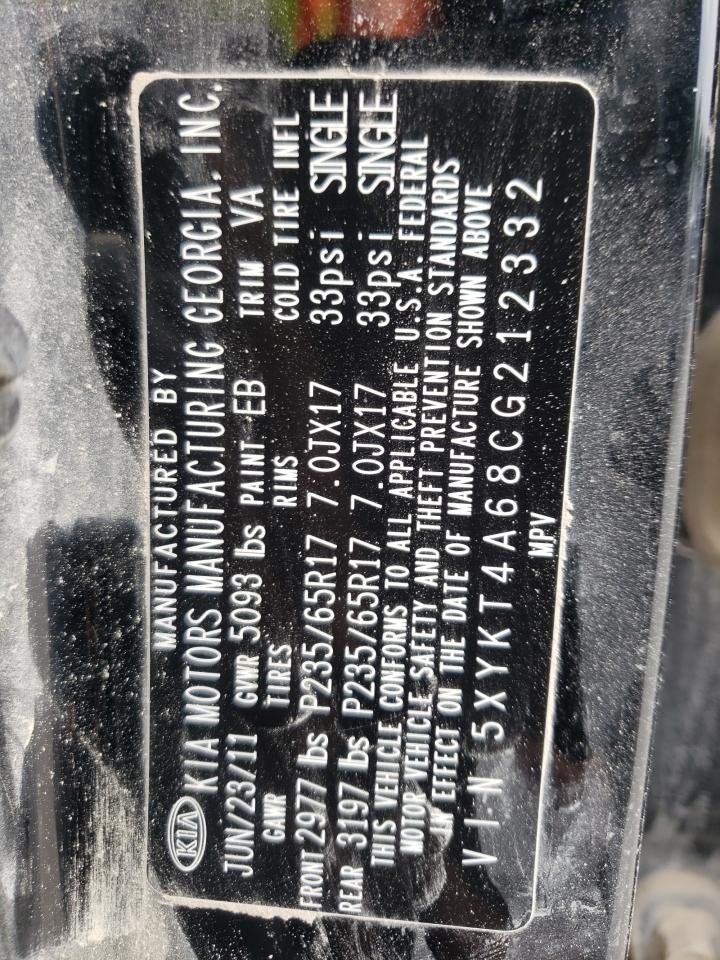 MANUFACTURED BY
KIA KIA MOTORS MANUFACTURING GEORGIA. INC.
JUN/23/11 GVWR 5093 lbs PAINT EB TRIM VA
GAWR TIRES RIMS COLD TIRE INFL
FRONT 2977 lbs P235/65R17 7.0JX17 33psi SINGLE
REAR 3197 lbs P235/65R17 7.0JX17 33psi SINGLE
THIS VEHICLE CONFORMS TO ALL APPLICABLE U.S.A. FEDERAL
MOTOR VEHICLE SAFETY AND THEFT PREVENTION STANDARDS
IN EFFECT ON THE DATE OF MANUFACTURE SHOWN ABOVE
VIN 5XYKT4A68CG212332
MPV